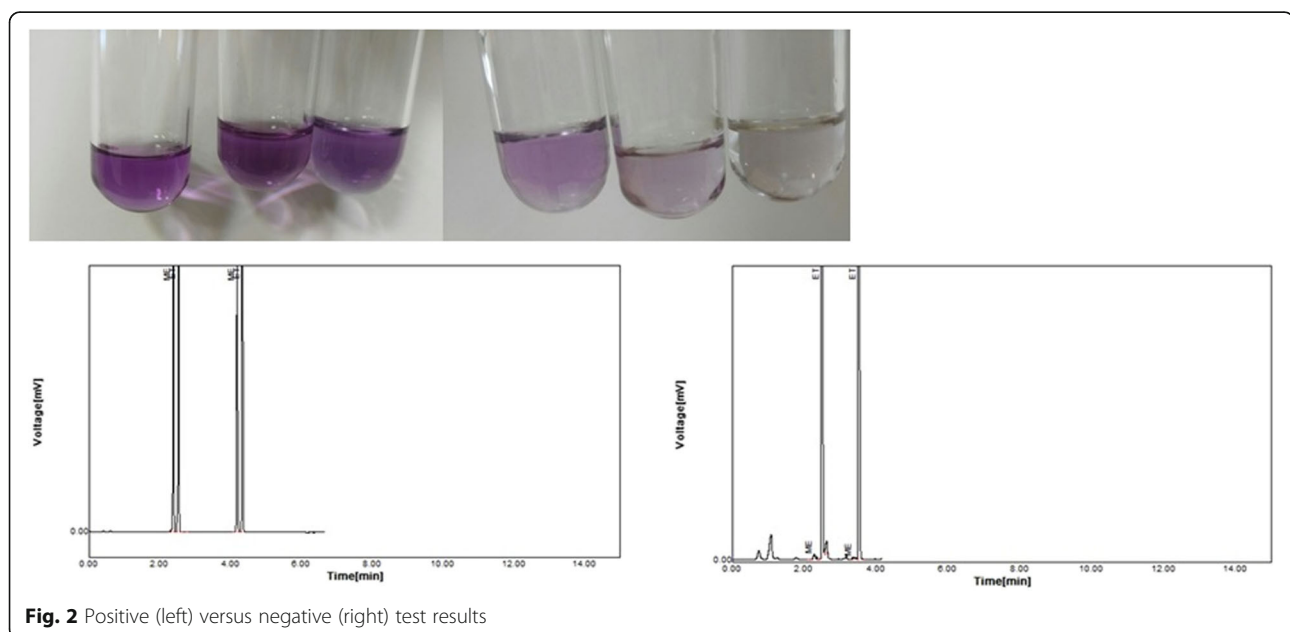 ME
ET
ME
ET
Voltage[mV]
0.00
0.00 2.00 4.00 6.00 8.00 10.00 12.00 14.00
Time[min]
ET
ET
ME
ME
Voltage[mV]
0.00
0.00 2.00 4.00 6.00 8.00 10.00 12.00 14.00
Time[min]
Fig. 2 Positive (left) versus negative (right) test results